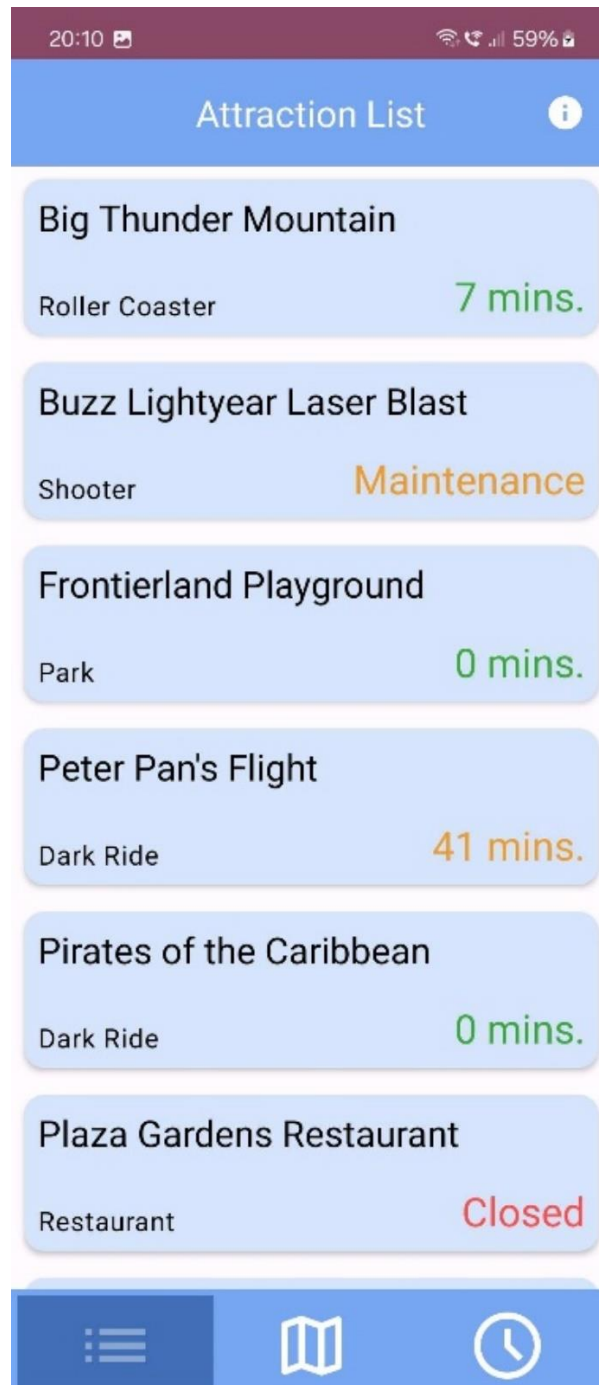 20:10 59%
Attraction List
Big Thunder Mountain
Roller Coaster 7 mins.
Buzz Lightyear Laser Blast
Shooter Maintenance
Frontierland Playground
Park 0 mins.
Peter Pan's Flight
Dark Ride 41 mins.
Pirates of the Caribbean
Dark Ride 0 mins.
Plaza Gardens Restaurant
Restaurant Closed